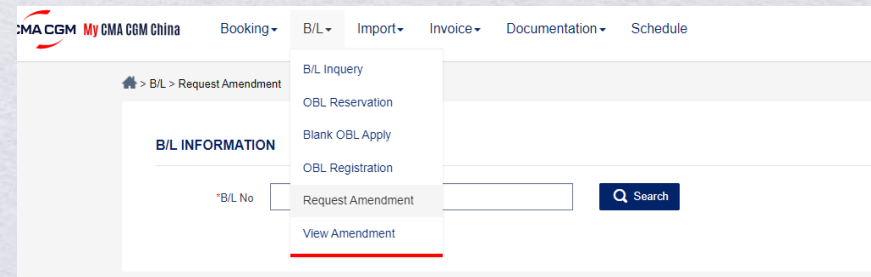 CMA CGM My CMA CGM China Booking B/L Import Invoice Documentation Schedule
B/L Inquery
> B/L > Request Amendment
OBL Reservation
Blank OBL Apply
B/L INFORMATION
OBL Registration
*B/L No
Request Amendment
Search
View Amendment